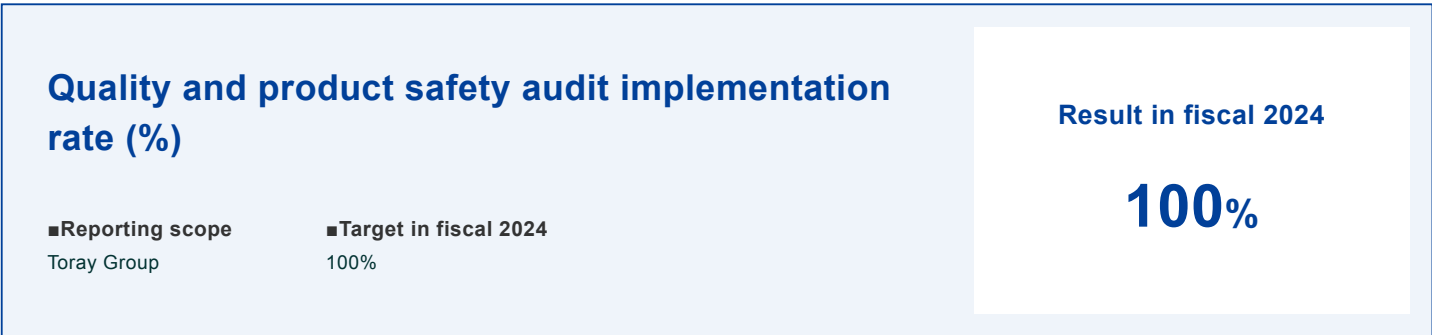 Quality and product safety audit implementation
rate (%)
■Reporting scope
Toray Group
■Target in fiscal 2024
100%
Result in fiscal 2024
100%